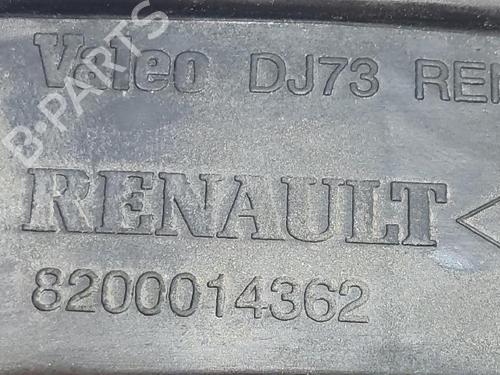 Valeo DJ73
RENAULT
8200014362
B-PARTS